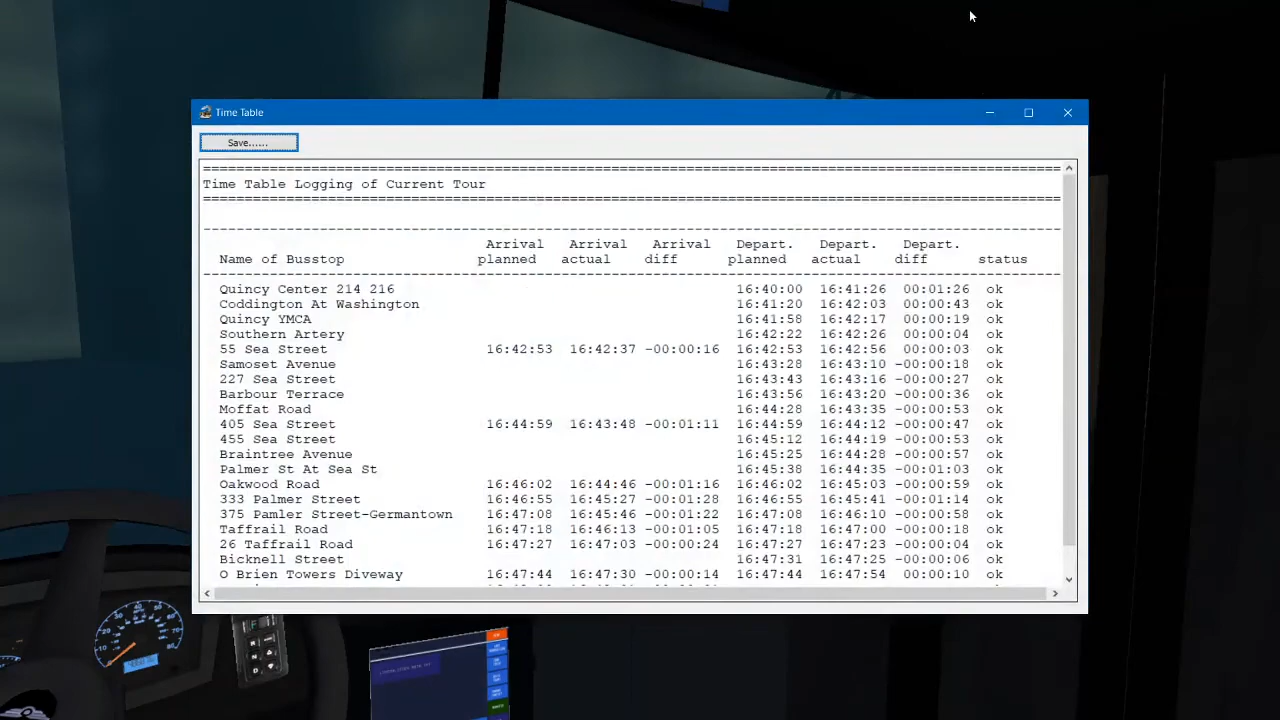 Time Table
Save......
Time Table Logging of Current Tour
Arrival Arrival Arrival Depart. Depart. Depart.
Name of Busstop planned actual diff planned actual diff status
Quincy Center 214 216 16:40:00 16:41:26 00:01:26 ok
Coddington At Washington 16:41:20 16:42:03 00:00:43 ok
Quincy YMCA 16:41:58 16:42:17 00:00:19 ok
Southern Artery 16:42:22 16:42:26 00:00:04 ok
55 Sea Street 16:42:53 16:42:37 -00:00:16 16:42:53 16:42:56 00:00:03 ok
Samoset Avenue 16:43:28 16:43:10 -00:00:18 ok
227 Sea Street 16:43:43 16:43:16 -00:00:27 ok
Barbour Terrace 16:43:56 16:43:20 -00:00:36 ok
Moffat Road 16:44:28 16:43:35 -00:00:53 ok
405 Sea Street 16:44:59 16:43:48 -00:01:11 16:44:59 16:44:12 -00:00:47 ok
455 Sea Street 16:45:12 16:44:19 -00:00:53 ok
Braintree Avenue 16:45:25 16:44:28 -00:00:57 ok
Palmer St At Sea St 16:45:38 16:44:35 -00:01:03 ok
Oakwood Road 16:46:02 16:44:46 -00:01:16 16:46:02 16:45:03 -00:00:59 ok
333 Palmer Street 16:46:55 16:45:27 -00:01:28 16:46:55 16:45:41 -00:01:14 ok
375 Pamler Street-Germantown 16:47:08 16:45:46 -00:01:22 16:47:08 16:46:10 -00:00:58 ok
Taffrail Road 16:47:18 16:46:13 -00:01:05 16:47:18 16:47:00 -00:00:18 ok
26 Taffrail Road 16:47:27 16:47:03 -00:00:24 16:47:27 16:47:23 -00:00:04 ok
Bicknell Street 16:47:31 16:47:25 -00:00:06 ok
O Brien Towers Diveway 16:47:44 16:47:30 -00:00:14 16:47:44 16:47:54 00:00:10 ok